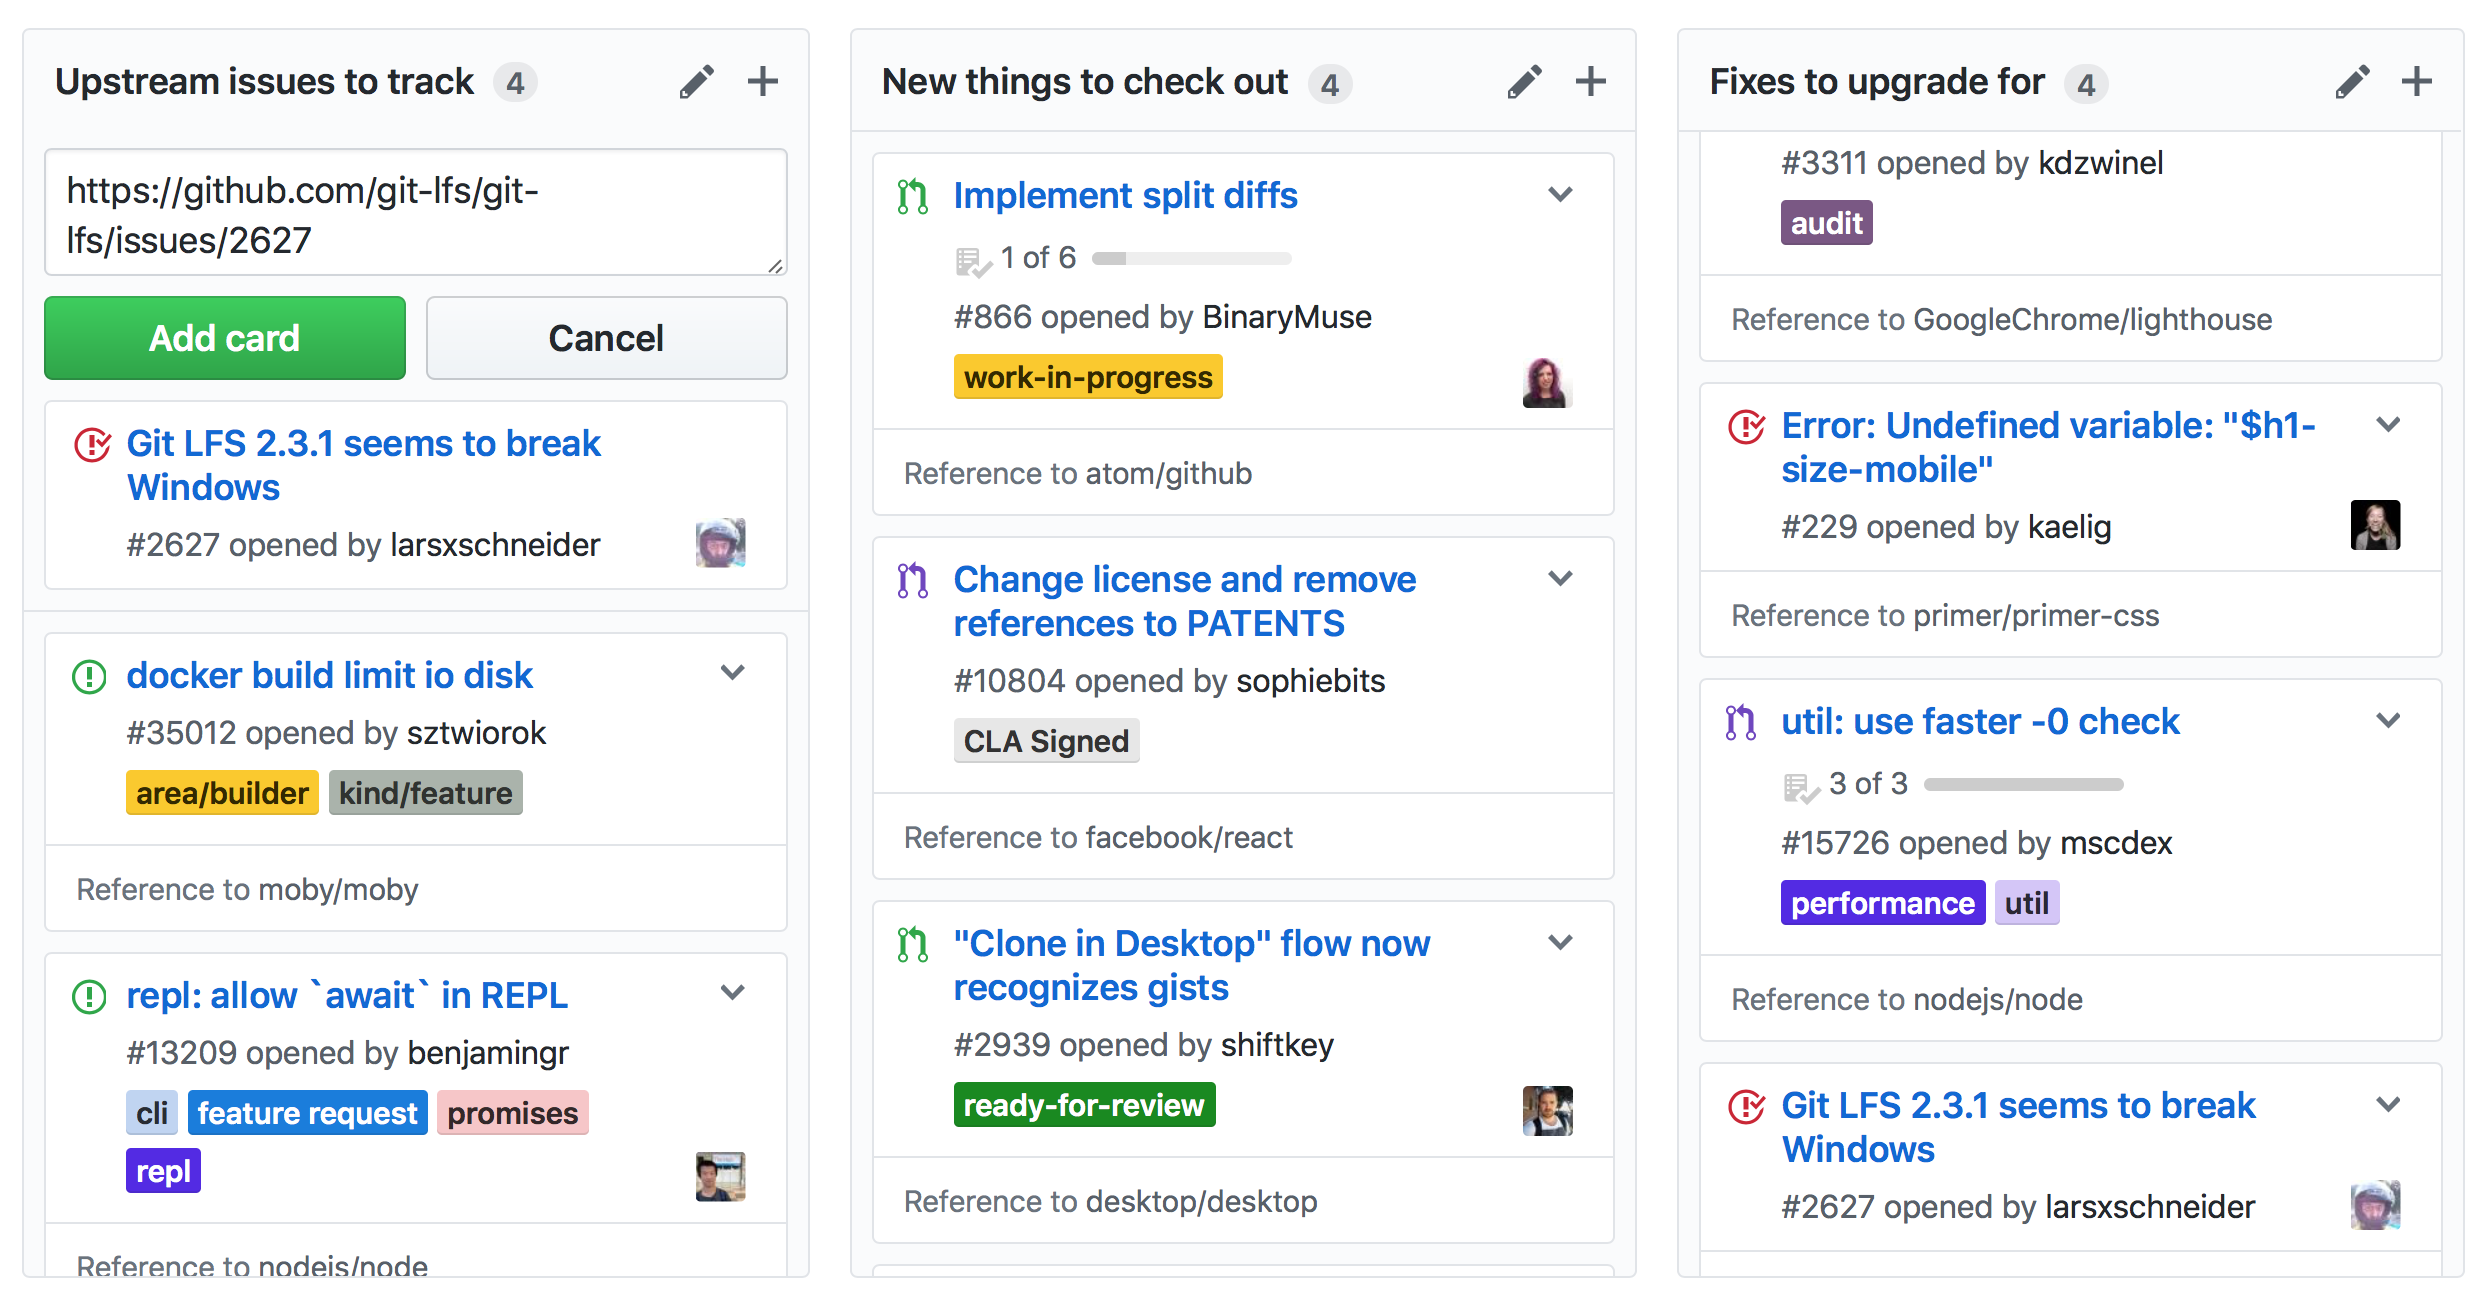 Upstream issues to track 4
https://github.com/git-lfs/git-
lfs/issues/2627
Add card Cancel
Git LFS 2.3.1 seems to break
Windows
#2627 opened by larsxschneider
docker build limit io disk
#35012 opened by sztwiorok
area/builder kind/feature
Reference to moby/moby
repl: allow `await` in REPL
#13209 opened by benjamingr
cli feature request promises
repl
Reference to nodejs/node
New things to check out 4
Implement split diffs
1 of 6
#866 opened by BinaryMuse
work-in-progress
Reference to atom/github
Change license and remove
references to PATENTS
#10804 opened by sophiebits
CLA Signed
Reference to facebook/react
"Clone in Desktop" flow now
recognizes gists
#2939 opened by shiftkey
ready-for-review
Reference to desktop/desktop
Fixes to upgrade for 4
#3311 opened by kdzwinel
audit
Reference to GoogleChrome/lighthouse
Error: Undefined variable: "$h1-
size-mobile"
#229 opened by kaelig
Reference to primer/primer-css
util: use faster -0 check
3 of 3
#15726 opened by mscdex
performance util
Reference to nodejs/node
Git LFS 2.3.1 seems to break
Windows
#2627 opened by larsxschneider